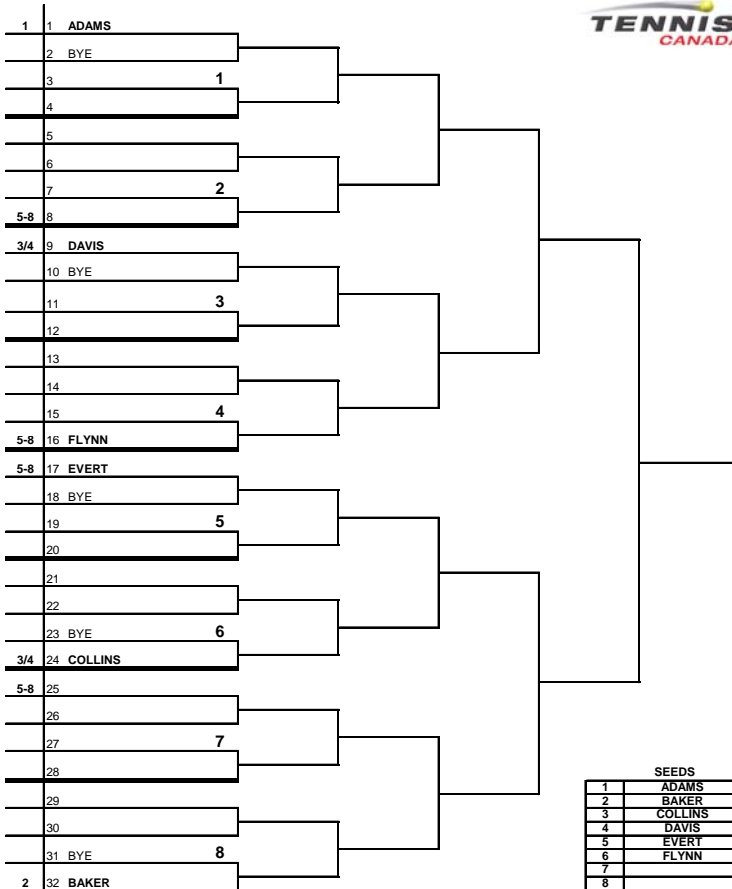 TENNIS
CANADA
1 1 ADAMS
2 BYE
3 1
4
5
6
7 2
5-8 8
3/4 9 DAVIS
10 BYE
11 3
12
13
14
15 4
5-8 16 FLYNN
5-8 17 EVERT
18 BYE
19 5
20
21
22
23 BYE 6
3/4 24 COLLINS
5-8 25
26
27 7
28
29
30
31 BYE 8
2 32 BAKER
SEEDS
1 ADAMS
2 BAKER
3 COLLINS
4 DAVIS
5 EVERT
6 FLYNN
7
8